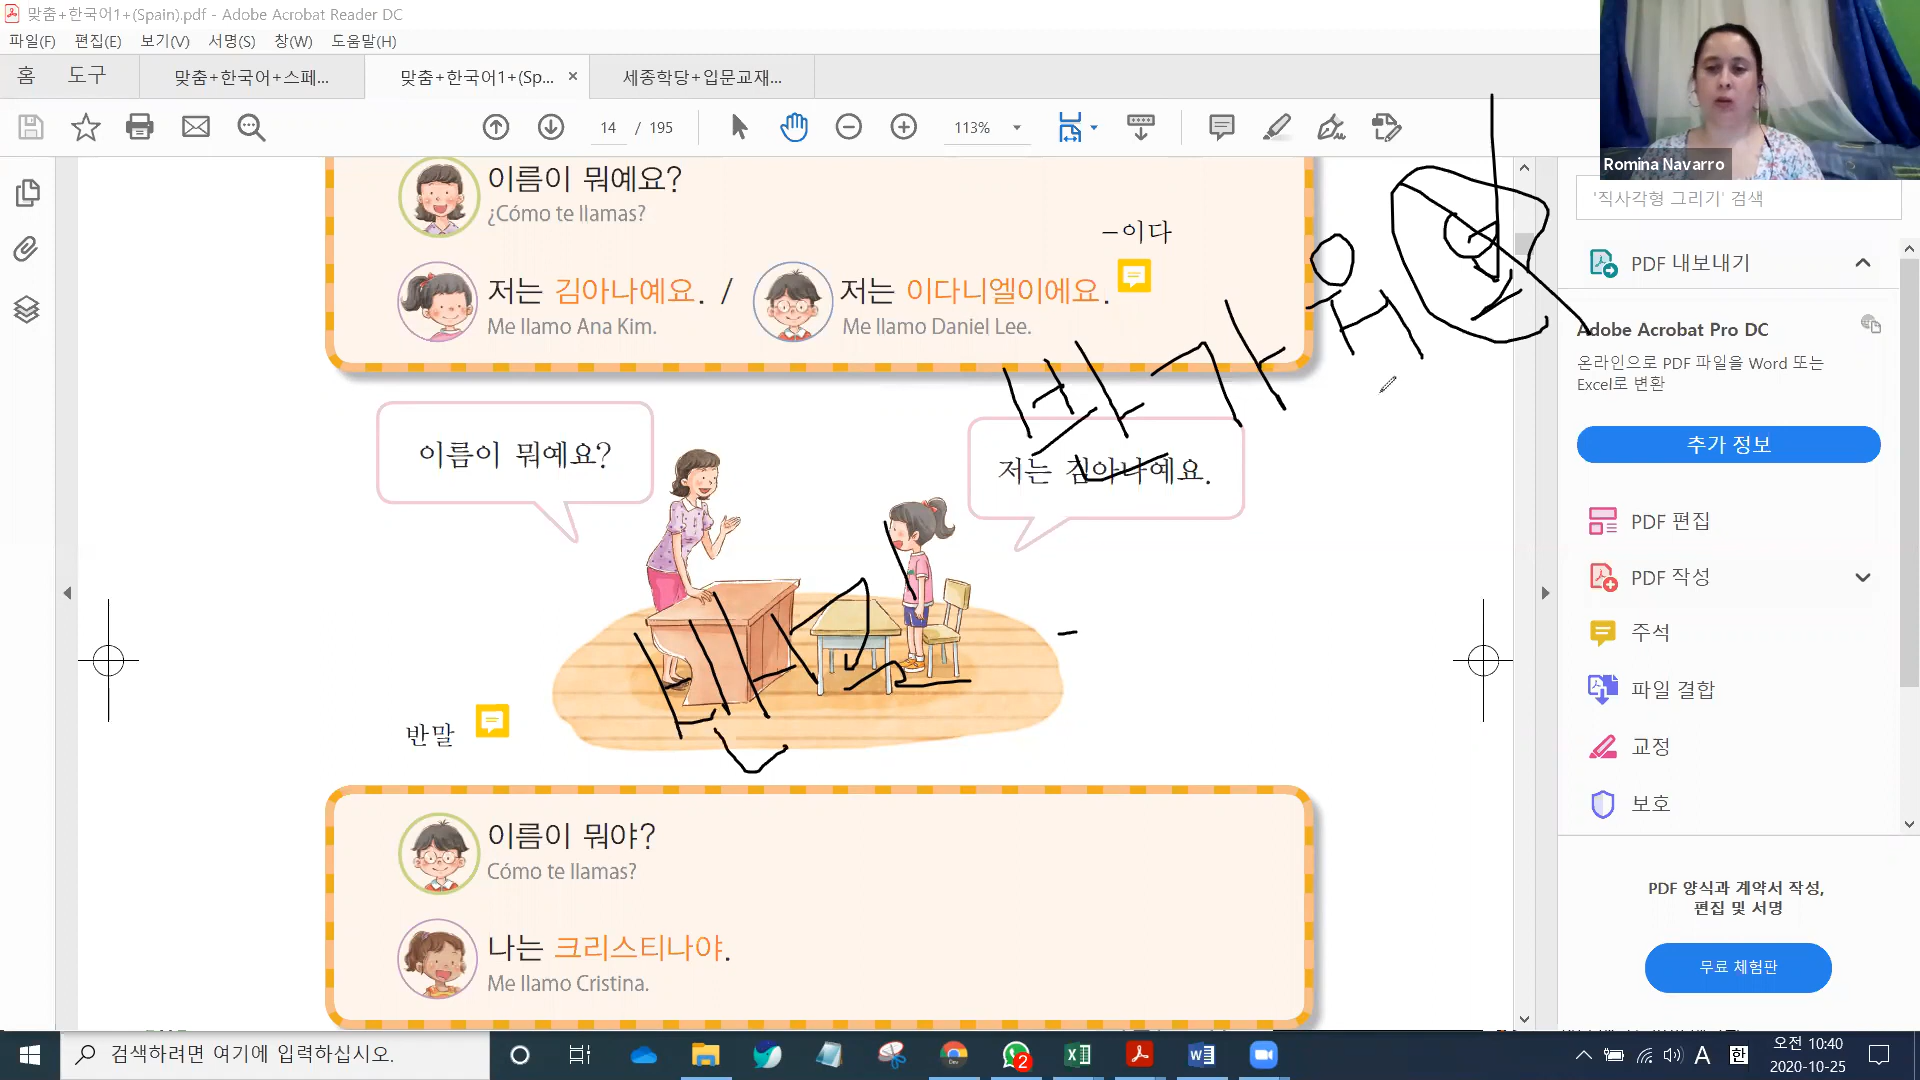 맞춤+한국어1+(Spain).pdf - Adobe Acrobat Reader DC
파일(F) 편집(E) 보기(V) 서명(S) 창(W) 도움말(H)
홈 도구 맞춤+한국어+스페... 맞춤+한국어1+(Sp... × 세종학당+입문교재...
14 / 195 113%
Romina Navarro
이름이 뭐예요?
¿Cómo te llamas?
–이다
저는 김아나예요. / 저는 이다니엘이에요.
Me llamo Ana Kim. Me llamo Daniel Lee.
반가워
이름이 뭐예요?
저는 김아나예요.
반말
이름이 뭐야?
Cómo te llamas?
나는 크리스티나야.
Me llamo Cristina.
'직사각형 그리기' 검색
PDF 내보내기
Adobe Acrobat Pro DC
온라인으로 PDF 파일을 Word 또는
Excel로 변환
추가 정보
PDF 편집
PDF 작성
주석
파일 결합
교정
보호
PDF 양식과 계약서 작성,
편집 및 서명
무료 체험판
검색하려면 여기에 입력하십시오.
2
A 한
오전 10:40
2020-10-25